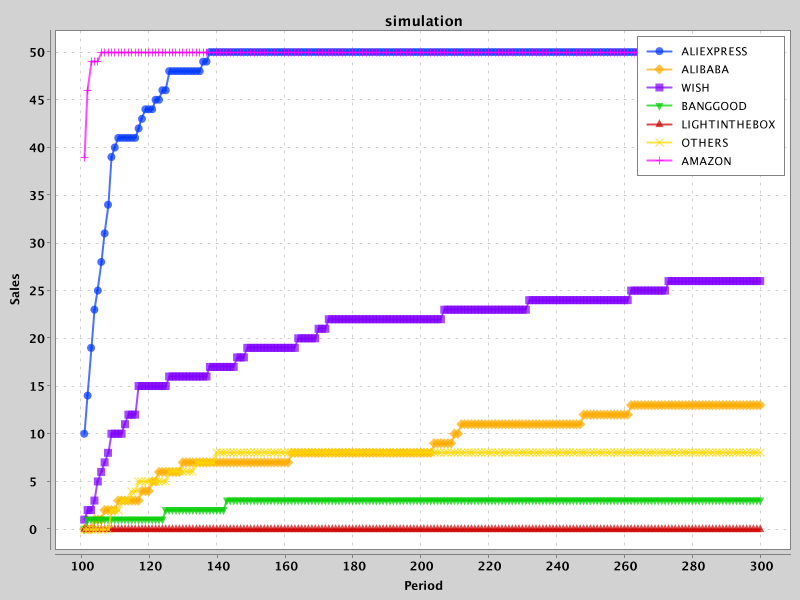 simulation
Sales
50
45
40
35
30
25
20
15
10
5
0
ALIEXPRESS
ALIBABA
WISH
BANGGOOD
LIGHTINTHEBOX
OTHERS
AMAZON
100 120 140 160 180 200 220 240 260 280 300
Period